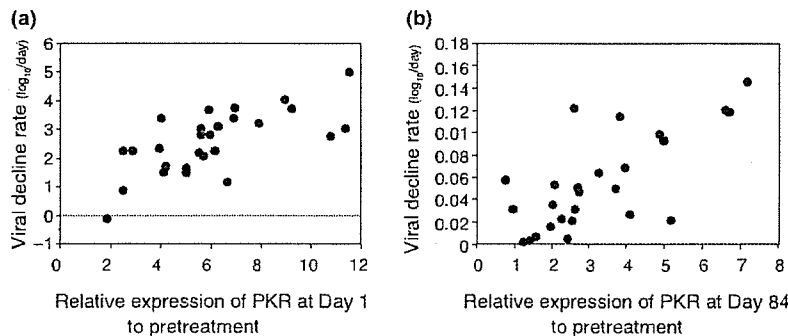 (a)
Viral decline rate (log10/day)
6
5
4
3
2
1
0
−1
0 2 4 6 8 10 12
Relative expression of PKR at Day 1
to pretreatment
(b)
Viral decline rate (log10/day)
0.18
0.16
0.12
0.01
0.08
0.06
0.04
0.02
0
0 1 2 3 4 5 6 7 8
Relative expression of PKR at Day 84
to pretreatment